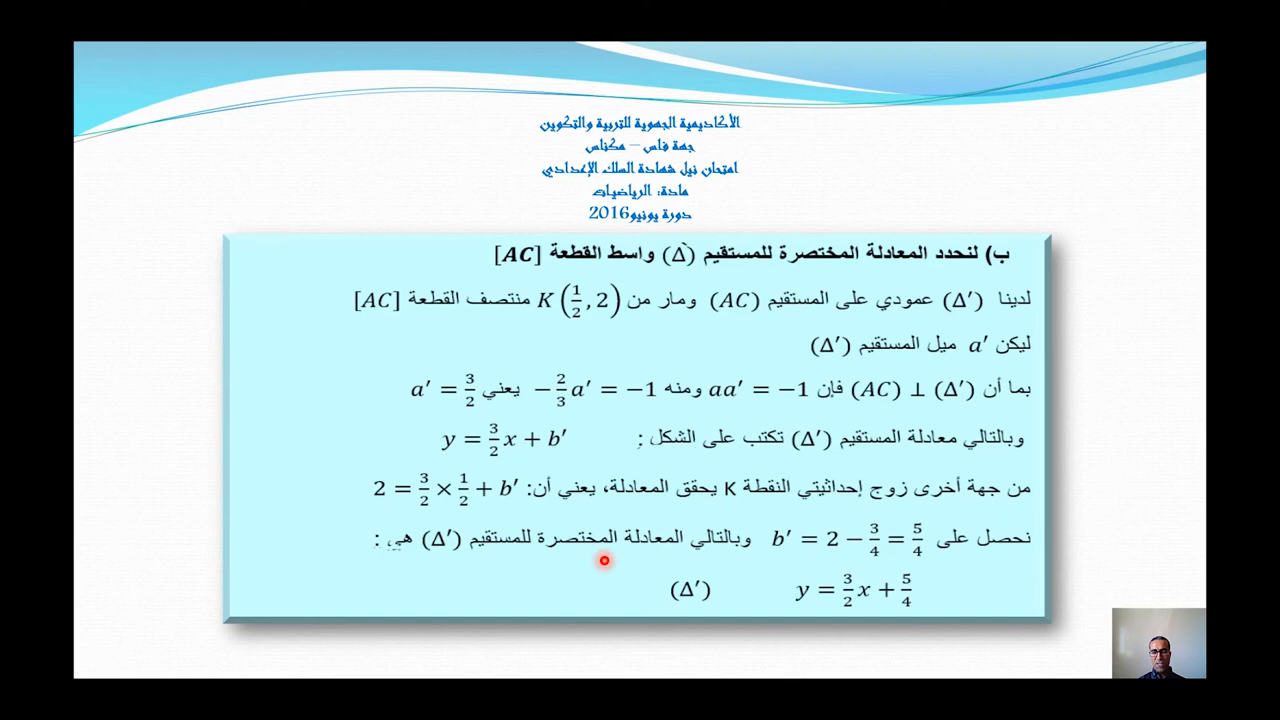 الأكاديمية الجهوية للتربية والتكوين
جهة فاس – مكناس
امتحان نيل شهادة السلك الإعدادي
مادة: الرياضيات
دورة يونيو2016
ب) لنحدد المعادلة المختصرة للمستقيم (Δ̀) واسط القطعة [AC]
لدينا (Δ′) عمودي على المستقيم (AC) ومار من K(1/2, 2) منتصف القطعة [AC]
ليكن a′ ميل المستقيم (Δ′)
بما أن (AC) ⊥ (Δ′) فإن aa′ = −1 ومنه −2/3 a′ = −1 يعني a′ = 3/2
وبالتالي معادلة المستقيم (Δ′) تكتب على الشكل : y = 3/2 x + b′
من جهة أخرى زوج إحداثيتي النقطة K يحقق المعادلة، يعني أن: 2 = 3/2 × 1/2 + b′
نحصل على b′ = 2 − 3/4 = 5/4 وبالتالي المعادلة المختصرة للمستقيم (Δ′) هي :
y = 3/2 x + 5/4 (Δ′)